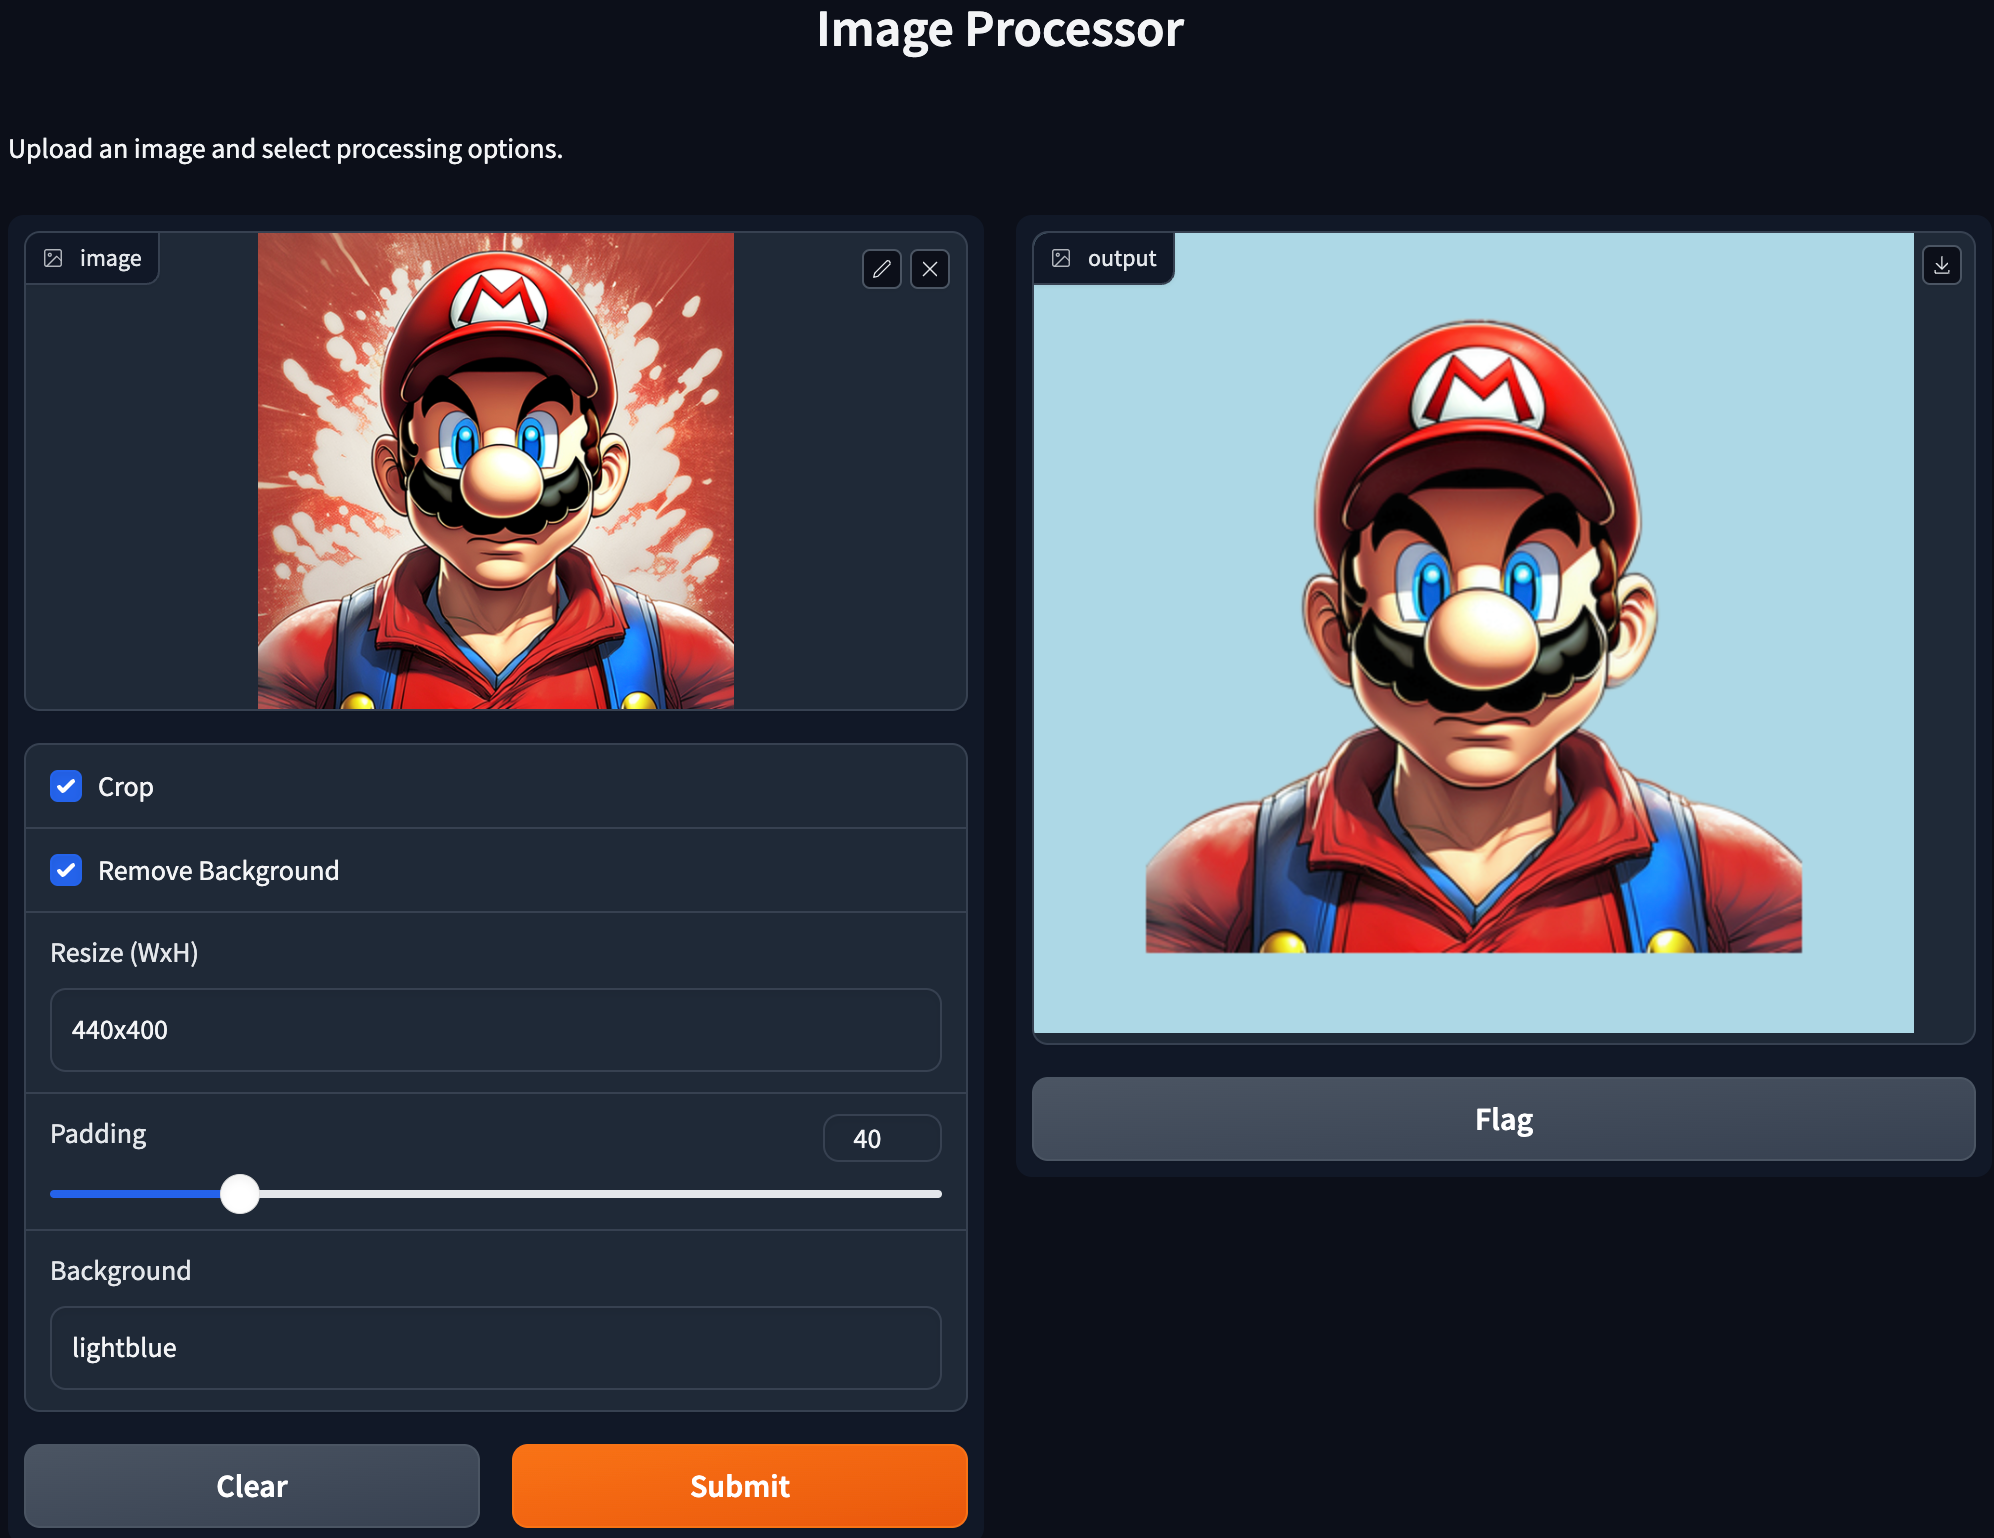 Image Processor
Upload an image and select processing options.
image
M
Crop
Remove Background
Resize (WxH)
440x400
Padding
40
Background
lightblue
Clear
Submit
output
M
Flag